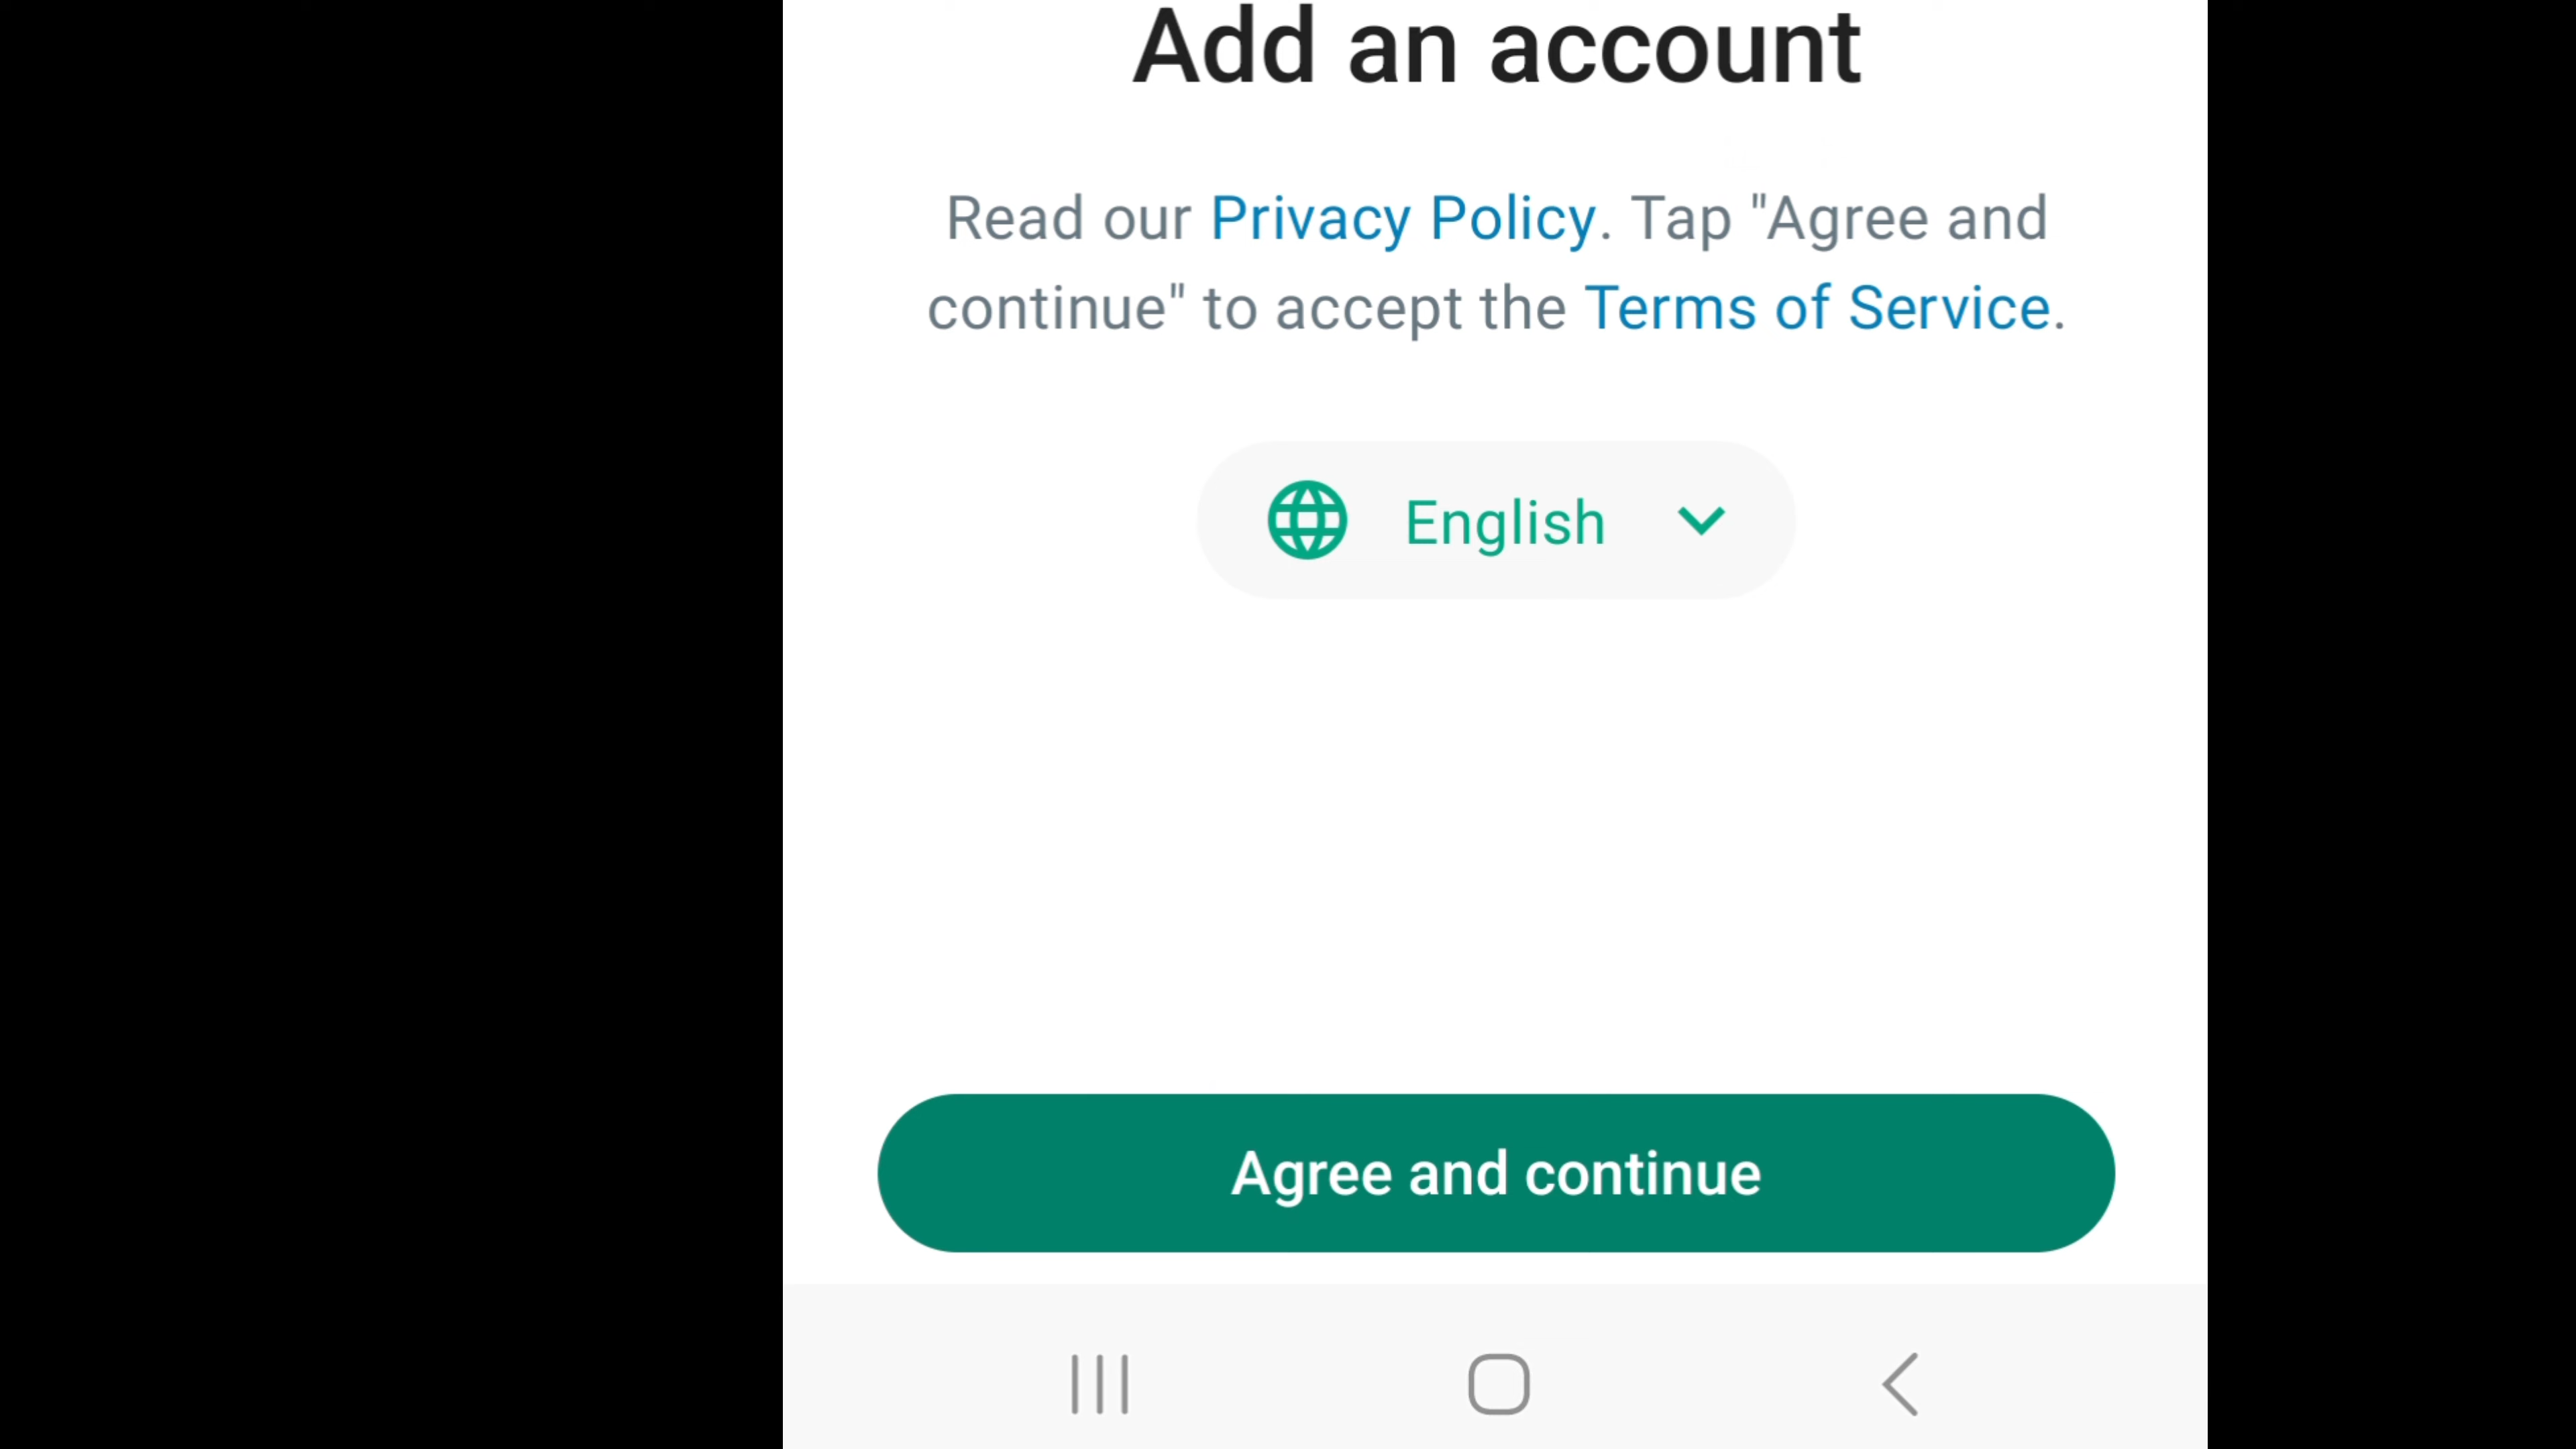 Add an account
Read our Privacy Policy. Tap "Agree and
continue" to accept the Terms of Service.
English
Agree and continue